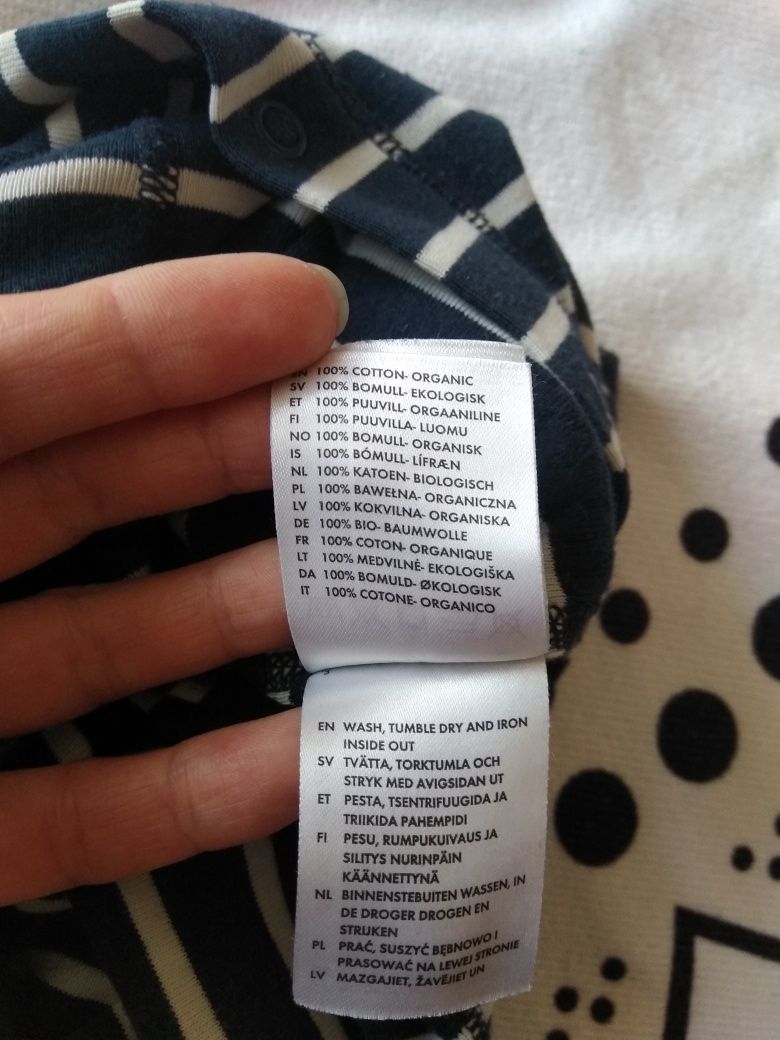 EN 100% COTTON- ORGANIC
SV 100% BOMULL- EKOLOGISK
ET 100% PUUVILL- ORGAANILINE
FI 100% PUUVILLA- LUOMU
NO 100% BOMULL- ORGANISK
IS 100% BÓMULL- LÍFRÆN
NL 100% KATOEN- BIOLOGISCH
PL 100% BAWEŁNA- ORGANICZNA
LV 100% KOKVILNA- ORGANISKA
DE 100% BIO- BAUMWOLLE
FR 100% COTON- ORGANIQUE
LT 100% MEDVILNĖ- EKOLOGIŠKA
DA 100% BOMULD- ØKOLOGISK
IT 100% COTONE- ORGANICO
EN WASH, TUMBLE DRY AND IRON
INSIDE OUT
SV TVÄTTA, TORKTUMLA OCH
STRYK MED AVIGSIDAN UT
ET PESTA, TSENTRIFUUGIDA JA
TRIIKIDA PAHEMPIDI
FI PESU, RUMPUKUIVAUS JA
SILITYS NURINPÄIN
KÄÄNNETTYNÄ
NL BINNENSTEBUITEN WASSEN, IN
DE DROGER DROGEN EN
STRIJKEN
PL PRAĆ, SUSZYĆ BĘBNOWO I
PRASOWAĆ NA LEWEJ STRONIE
LV MAZGAJIET, ŽAVĒJIET UN